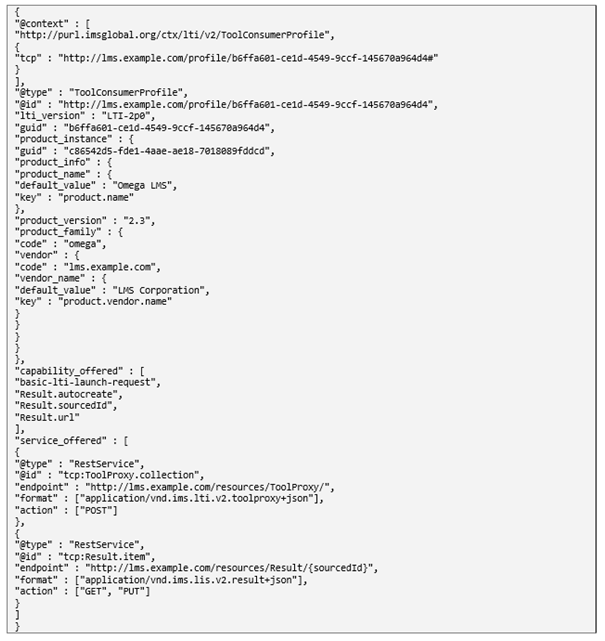 {
"@context" : [
"http://purl.imsglobal.org/ctx/lti/v2/ToolConsumerProfile",
{
"tcp" : "http://lms.example.com/profile/b6ffa601-ce1d-4549-9ccf-145670a964d4#"
}
],
"@type" : "ToolConsumerProfile",
"@id" : "http://lms.example.com/profile/b6ffa601-ce1d-4549-9ccf-145670a964d4",
"lti_version" : "LTI-2p0",
"guid" : "b6ffa601-ce1d-4549-9ccf-145670a964d4",
"product_instance" : {
"guid" : "c86542d5-fde1-4aae-ae18-7018089fddcd",
"product_info" : {
"product_name" : {
"default_value" : "Omega LMS",
"key" : "product.name"
},
"product_version" : "2.3",
"product_family" : {
"code" : "omega",
"vendor" : {
"code" : "lms.example.com",
"vendor_name" : {
"default_value" : "LMS Corporation",
"key" : "product.vendor.name"
}
}
}
}
},
"capability_offered" : [
"basic-lti-launch-request",
"Result.autocreate",
"Result.sourcedId",
"Result.url"
],
"service_offered" : [
{
"@type" : "RestService",
"@id" : "tcp:ToolProxy.collection",
"endpoint" : "http://lms.example.com/resources/ToolProxy/",
"format" : ["application/vnd.ims.lti.v2.toolproxy+json"],
"action" : ["POST"]
},
{
"@type" : "RestService",
"@id" : "tcp:Result.item",
"endpoint" : "http://lms.example.com/resources/Result/{sourcedId}",
"format" : ["application/vnd.ims.lis.v2.result+json"],
"action" : ["GET", "PUT"]
}
]
}